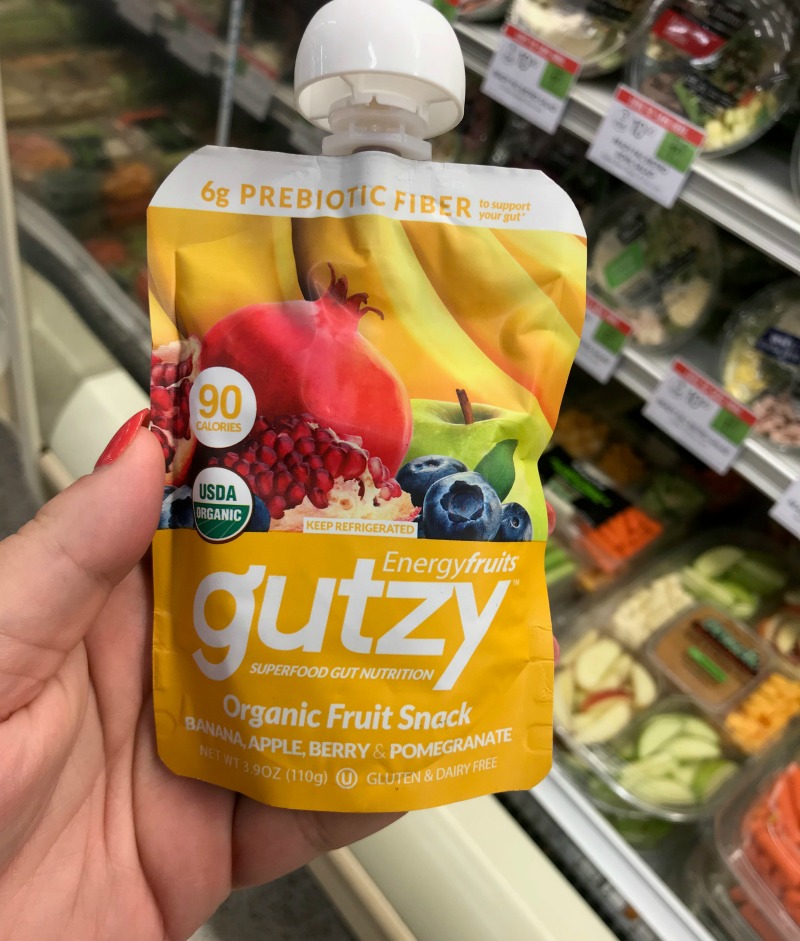 6g PREBIOTIC FIBER to support
your gut*
90
CALORIES
USDA
ORGANIC
KEEP REFRIGERATED
Energyfruits
gutzy™
SUPERFOOD GUT NUTRITION
Organic Fruit Snack
BANANA, APPLE, BERRY & POMEGRANATE
NET WT 3.9OZ (110g) U GLUTEN & DAIRY FREE